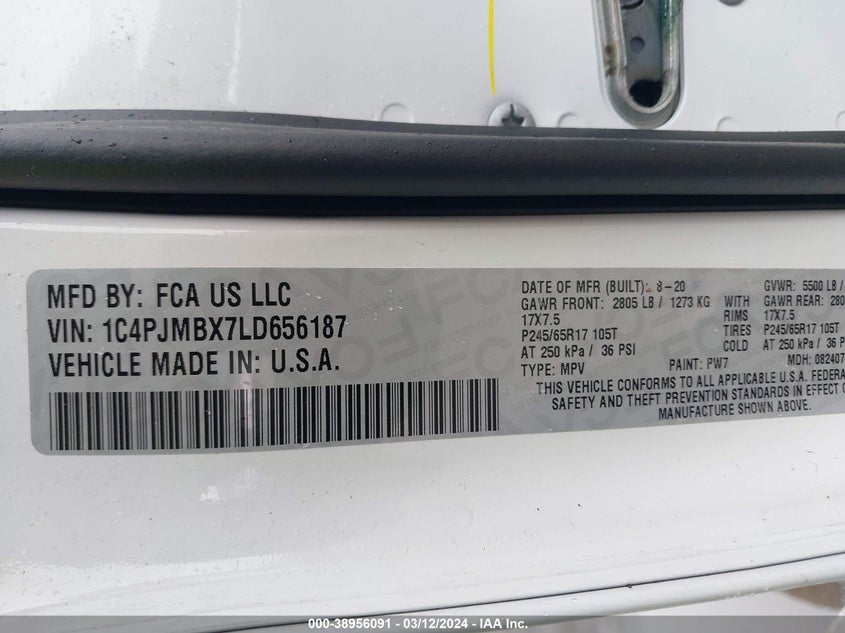 MFD BY: FCA US LLC
VIN: 1C4PJMBX7LD656187
VEHICLE MADE IN: U.S.A.
DATE OF MFR (BUILT): 8-20 GVWR: 5500 LB /
GAWR FRONT: 2805 LB / 1273 KG WITH GAWR REAR: 280
17X7.5 RIMS 17X7.5
P245/65R17 105T TIRES P245/65R17 105T
AT 250 kPa / 36 PSI COLD AT 250 kPa / 36 P
TYPE: MPV PAINT: PW7 MDH: 082407
THIS VEHICLE CONFORMS TO ALL APPLICABLE U.S.A. FEDERA
SAFETY AND THEFT PREVENTION STANDARDS IN EFFECT O
MANUFACTURE SHOWN ABOVE.
000-38956091 - 03/12/2024 - IAA Inc.